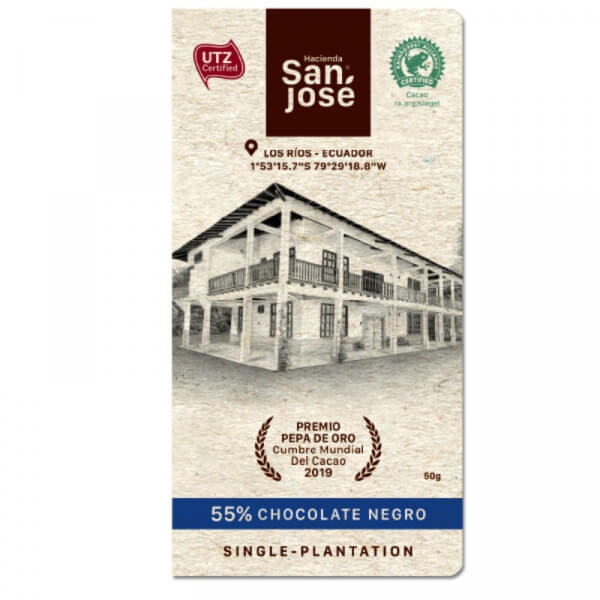 UTZ
Certified
Hacienda
San
José
RAINFOREST ALLIANCE
CERTIFIED
Cacao
ra.org/siegel
LOS RÍOS - ECUADOR
1°53'15.7"S 79°29'18.8"W
PREMIO
PEPA DE ORO
Cumbre Mundial
Del Cacao
2019
50g
55% CHOCOLATE NEGRO
SINGLE-PLANTATION